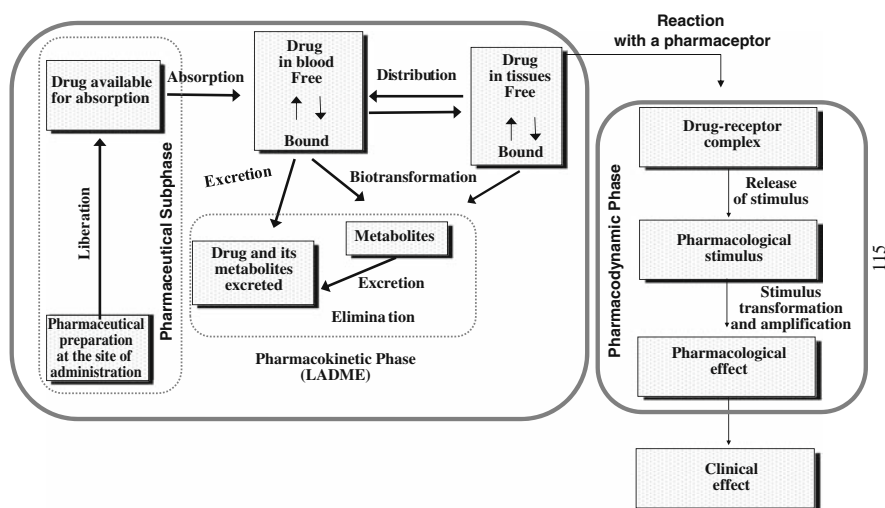 Pharmaceutical
preparation
at the site of
administration
Liberation
Drug available
for absorption
Pharmaceutical Subphase
Absorption
Drug
in blood
Free
Bound
Distribution
Drug
in tissues
Free
Bound
Excretion
Biotransformation
Metabolites
Drug and its
metabolites
excreted
Excretion
Elimination
Pharmacokinetic Phase
(LADME)
Reaction
with a pharmaceptor
Pharmacodynamic Phase
Drug-receptor
complex
Release
of stimulus
Pharmacological
stimulus
Stimulus
transformation
and amplification
Pharmacological
effect
Clinical
effect
115